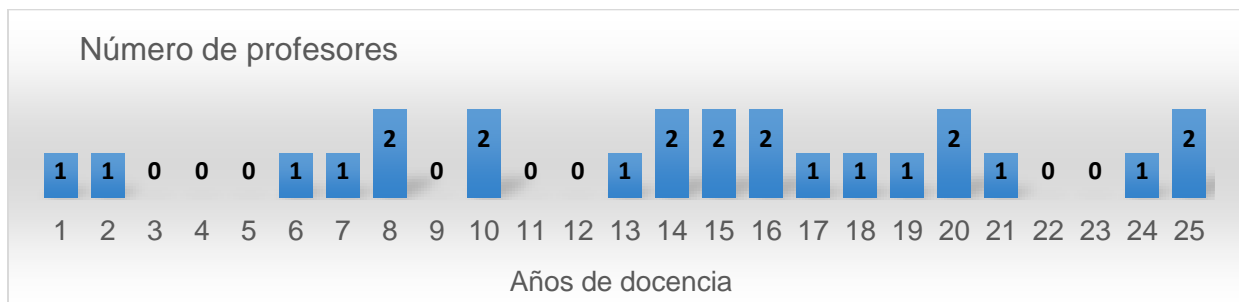 Número de profesores
1 1 0 0 0 1 1 2 0 2 0 0 1 2 2 2 1 1 1 2 1 0 0 1 2
1 2 3 4 5 6 7 8 9 10 11 12 13 14 15 16 17 18 19 20 21 22 23 24 25
Años de docencia